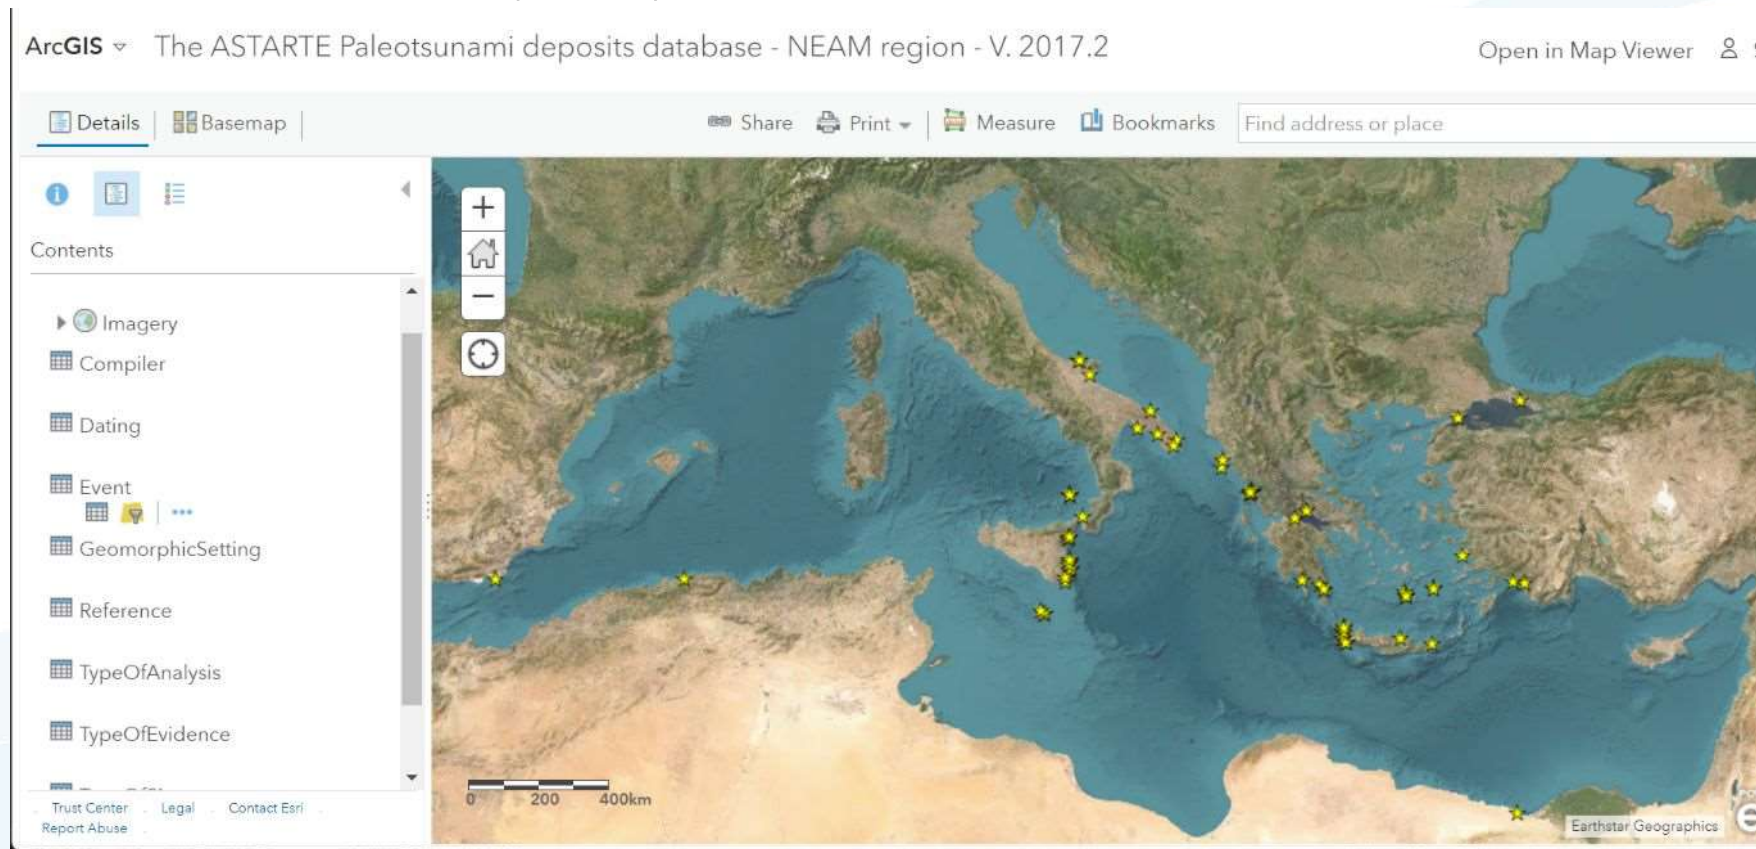 ArcGIS The ASTARTE Paleotsunami deposits database - NEAM region - V. 2017.2
Open in Map Viewer
Details
Basemap
Share
Print
Measure
Bookmarks
Find address or place
Contents
Imagery
Compiler
Dating
Event
GeomorphicSetting
Reference
TypeOfAnalysis
TypeOfEvidence
Trust Center
Legal
Contact Esri
Report Abuse
0 200 400km
Earthstar Geographics